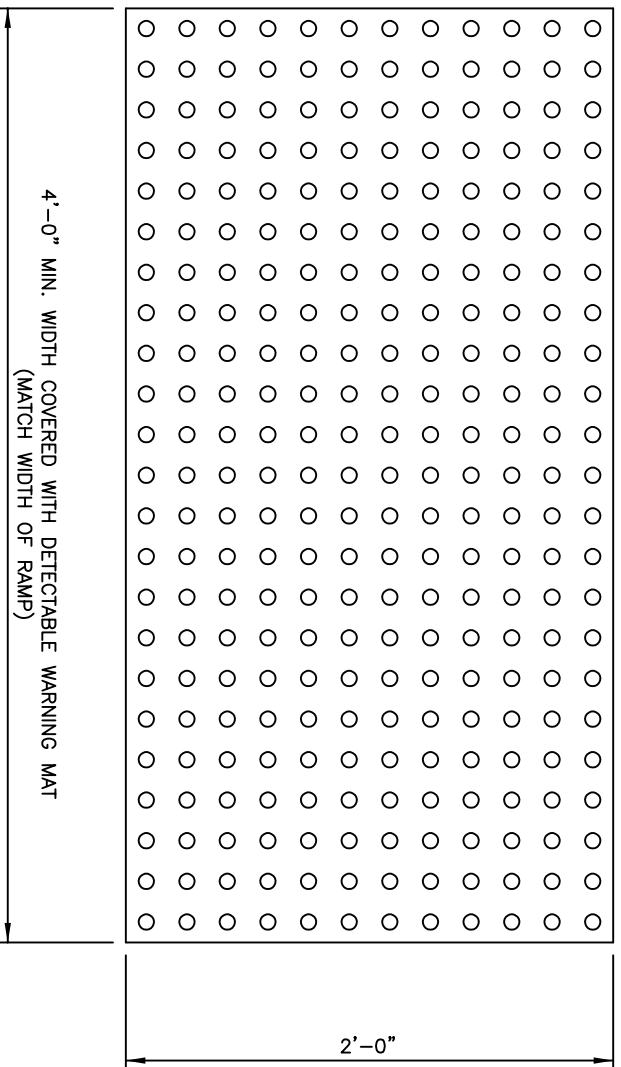 4'-0" MIN. WIDTH COVERED WITH DETECTABLE WARNING MAT
(MATCH WIDTH OF RAMP)
2'-0"